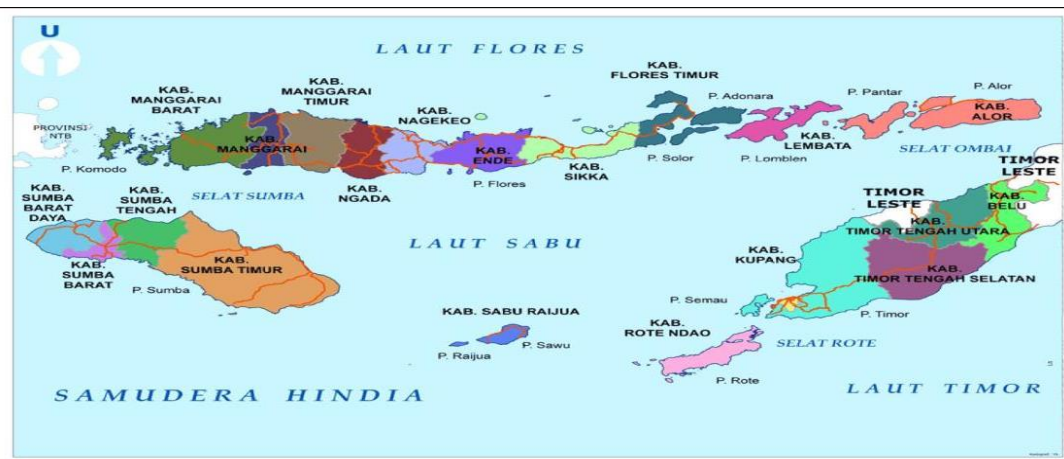 U
LAUT FLORES
KAB.
MANGGARAI
BARAT
KAB.
MANGGARAI
TIMUR
KAB.
FLORES TIMUR
P. Adonara
P. Pantar
P. Alor
KAB.
NAGEKEO
KAB.
ALOR
PROVINSI
NTB
KAB.
MANGGARAI
KAB.
ENDE
KAB.
LEMBATA
SELAT OMBAI
P. Komodo
P. Flores
KAB.
SIKKA
P. Solor
P. Lomblen
KAB.
NGADA
SELAT SUMBA
TIMOR
LESTE
KAB.
SUMBA
BARAT
DAYA
KAB.
SUMBA
TENGAH
TIMOR
LESTE
KAB.
BELU
KAB.
TIMOR TENGAH UTARA
LAUT SABU
KAB.
KUPANG
KAB.
SUMBA TIMUR
KAB.
SUMBA
BARAT
KAB.
TIMOR TENGAH SELATAN
P. Sumba
P. Semau
P. Timor
KAB. SABU RAIJUA
KAB.
ROTE NDAO
P. Sawu
P. Raijua
SELAT ROTE
P. Rote
SAMUDERA HINDIA
LAUT TIMOR